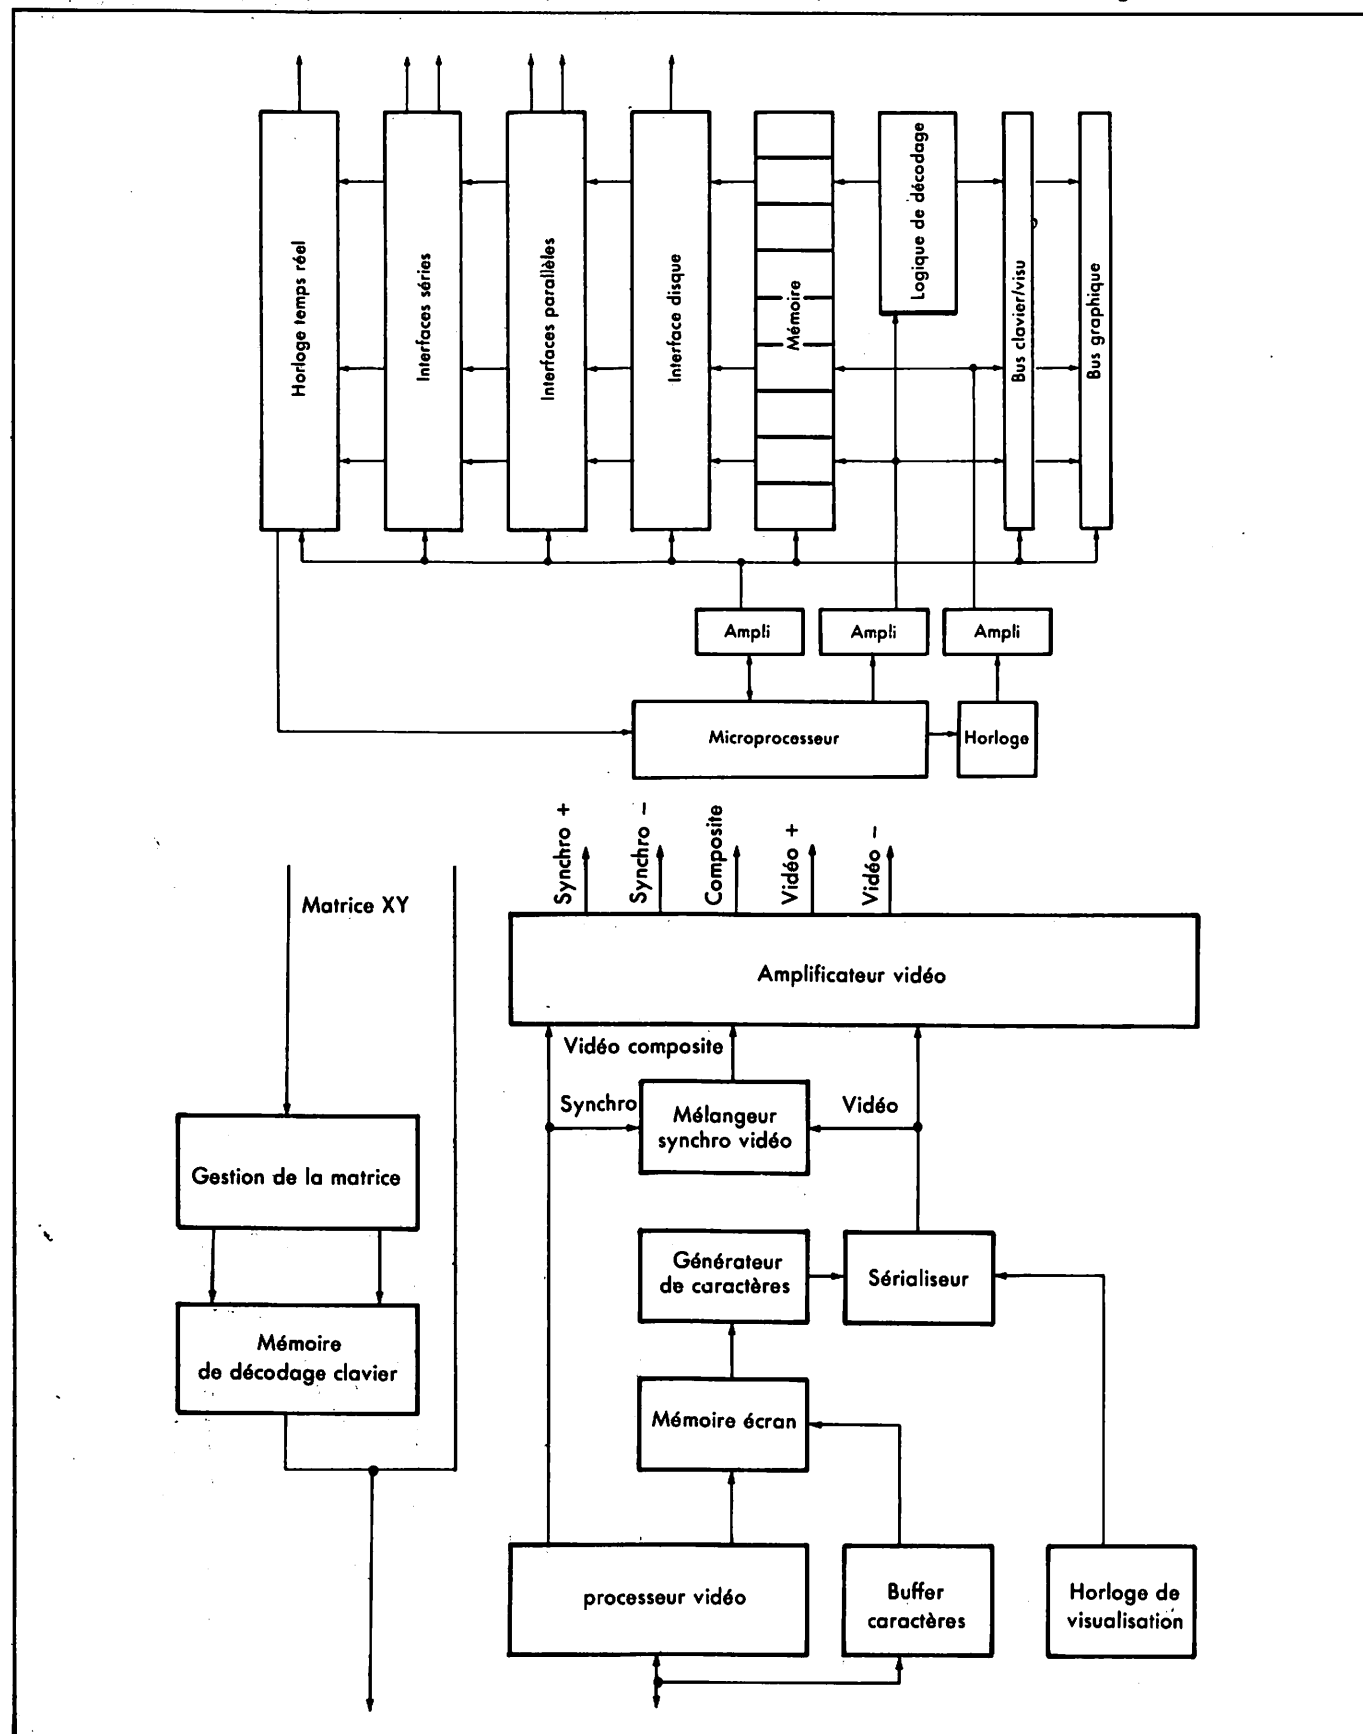 Horloge temps réel
Interfaces séries
Interfaces parallèles
Interface disque
Mémoire
Logique de décodage
Bus clavier/visu
Bus graphique
Ampli
Ampli
Ampli
Microprocesseur
Horloge
Synchro +
Synchro -
Composite
Vidéo +
Vidéo -
Matrice XY
Amplificateur vidéo
Vidéo composite
Synchro
Mélangeur
synchro vidéo
Vidéo
Gestion de la matrice
Générateur
de caractères
Sérialiseur
Mémoire
de décodage clavier
Mémoire écran
processeur vidéo
Buffer
caractères
Horloge de
visualisation